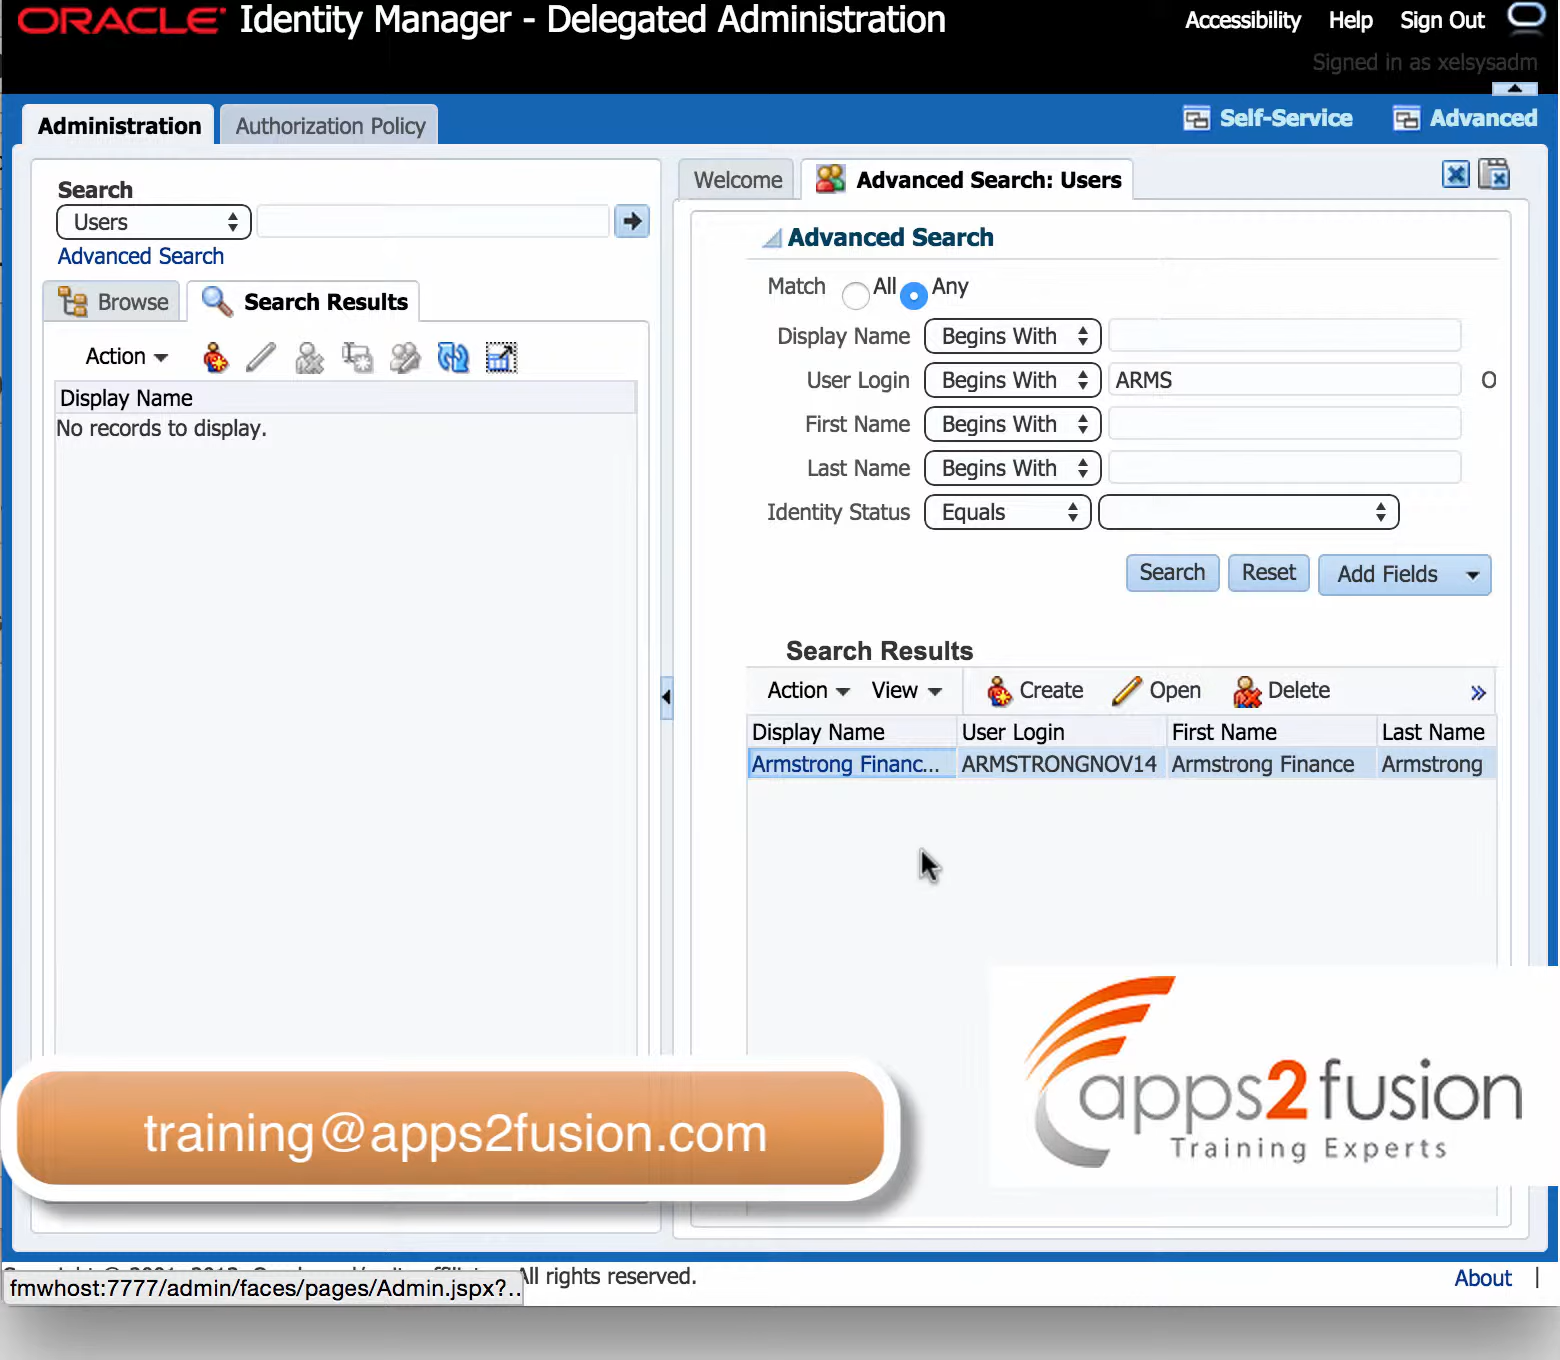 ORACLE Identity Manager - Delegated Administration
Accessibility Help Sign Out
Signed in as xelsysadm
Administration Authorization Policy
Self-Service Advanced
Search
Users
Advanced Search
Browse Search Results
Action
Display Name
No records to display.
Welcome Advanced Search: Users
Advanced Search
Match All Any
Display Name Begins With
User Login Begins With ARMS O
First Name Begins With
Last Name Begins With
Identity Status Equals
Search Reset Add Fields
Search Results
Action View Create Open Delete »
Display Name User Login First Name Last Name
Armstrong Financ... ARMSTRONGNOV14 Armstrong Finance Armstrong
apps2fusion
Training Experts
training@apps2fusion.com
All rights reserved.
fmwhost:7777/admin/faces/pages/Admin.jspx?..
About |